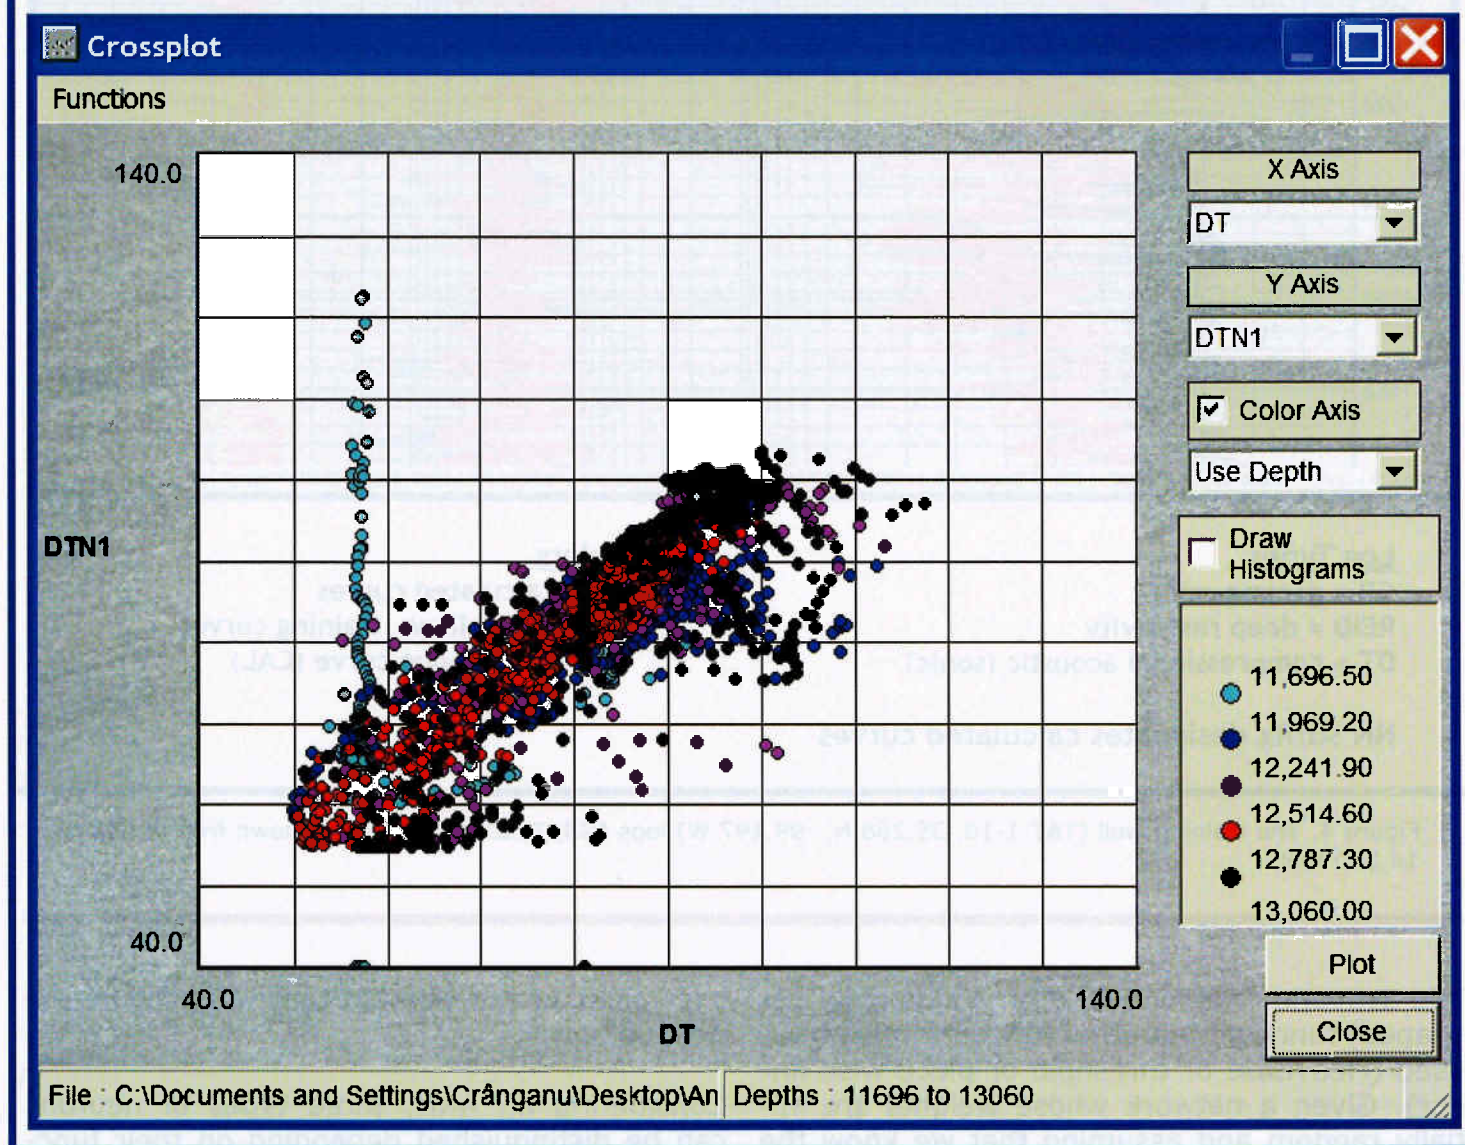 Crossplot
Functions
140.0
DTN1
40.0
40.0
140.0
DT
X Axis
DT
Y Axis
DTN1
Color Axis
Use Depth
Draw
Histograms
11,696.50
11,969.20
12,241.90
12,514.60
12,787.30
13,060.00
Plot
Close
File : C:\Documents and Settings\Crânganu\Desktop\An
Depths : 11696 to 13060